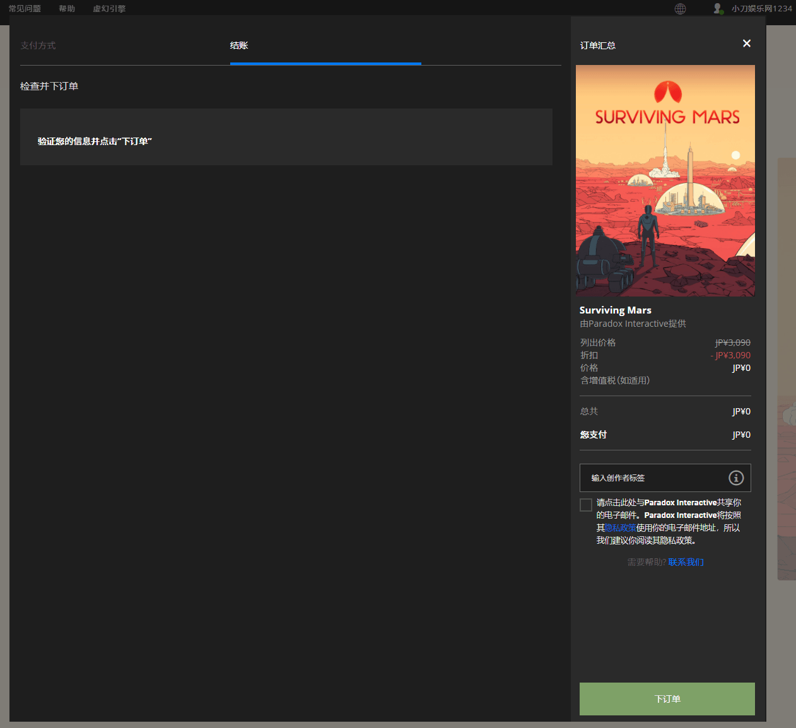 常见问题 帮助 虚幻引擎 小刀娱乐网1234
支付方式 结账
检查并下订单
验证您的信息并点击“下订单”
订单汇总
SURVIVING MARS
Surviving Mars
由Paradox Interactive提供
列出价格 JP¥3,090
折扣 - JP¥3,090
价格 JP¥0
含增值税(如适用)
总共 JP¥0
您支付 JP¥0
输入创作者标签
请点击此处与Paradox Interactive共享你
的电子邮件。Paradox Interactive将按照
其隐私政策使用你的电子邮件地址，所以
我们建议你阅读其隐私政策。
需要帮助? 联系我们
下订单